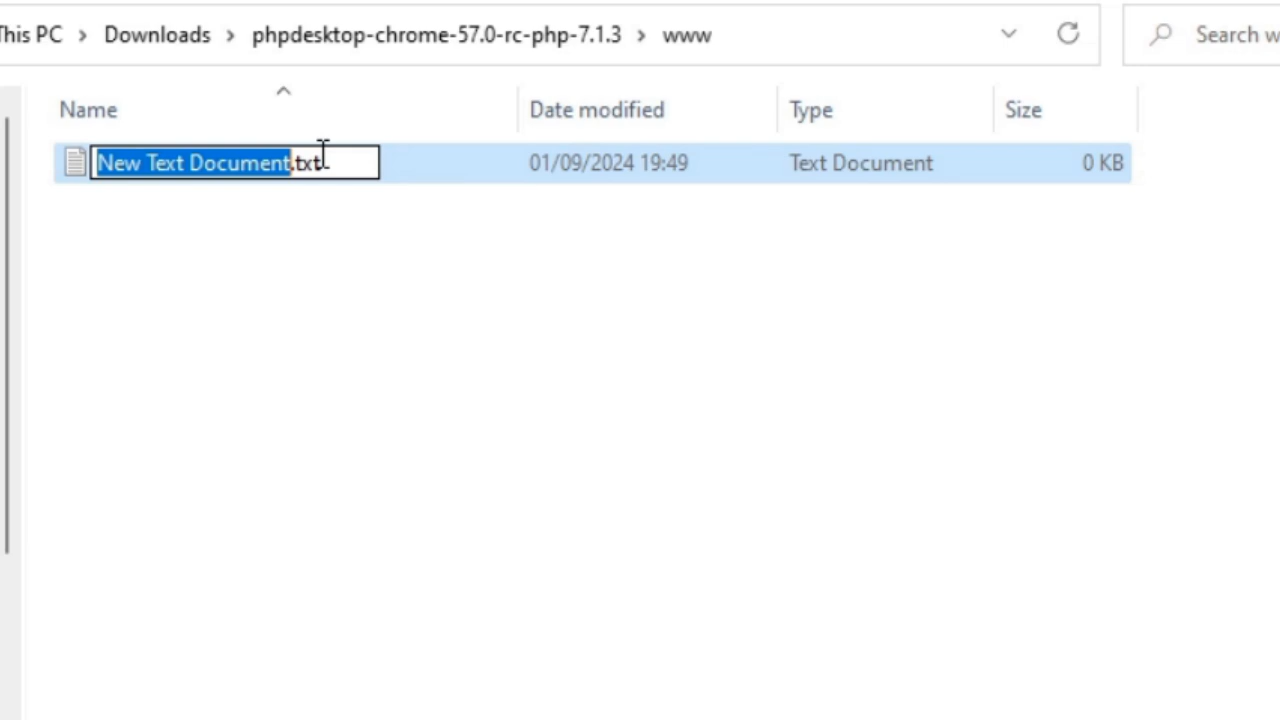 This PC > Downloads > phpdesktop-chrome-57.0-rc-php-7.1.3 > www
Search w
Name Date modified Type Size
New Text Document.txt 01/09/2024 19:49 Text Document 0 KB